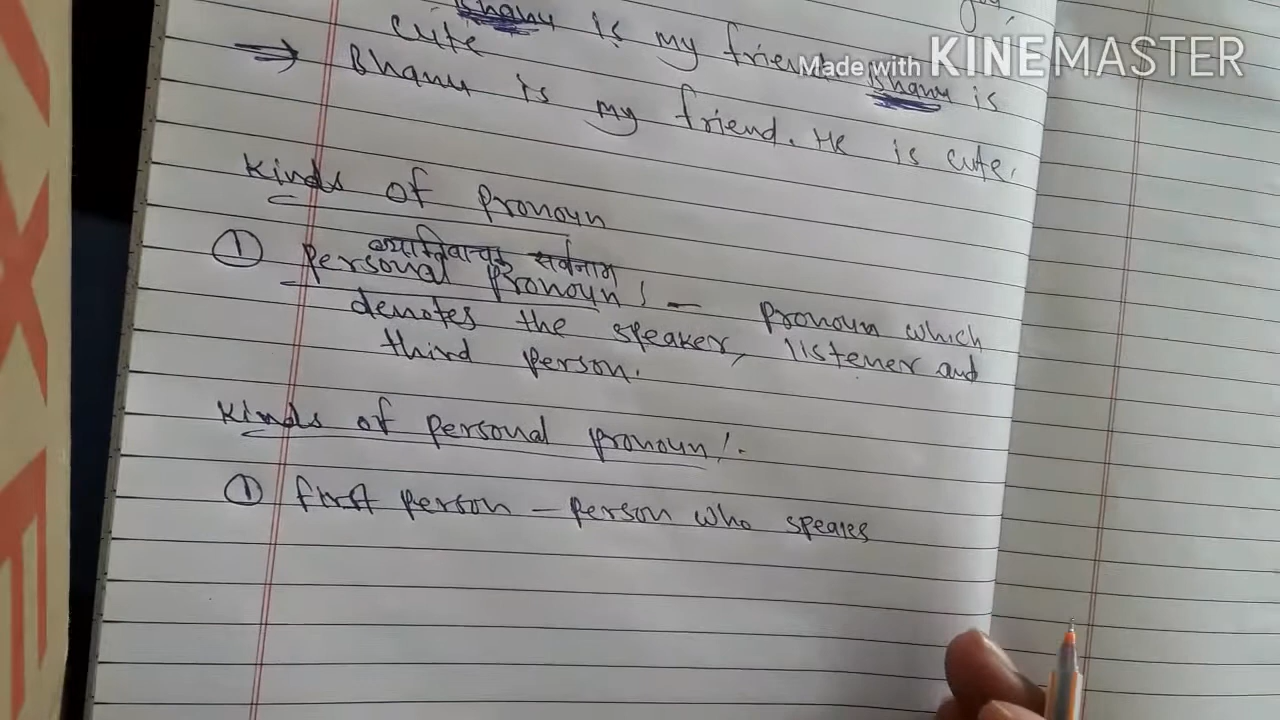 Bhanu is my friend. Bhanu is
cute
Made with KINEMASTER
⇒ Bhanu is my friend. He is cute.
Kinds of Pronoun
व्यक्तिवाचक सर्वनाम
① Personal Pronoun :- Pronoun which
denotes the speaker, listener and
third person.
Kinds of personal pronoun :-
① First person - person who speaks